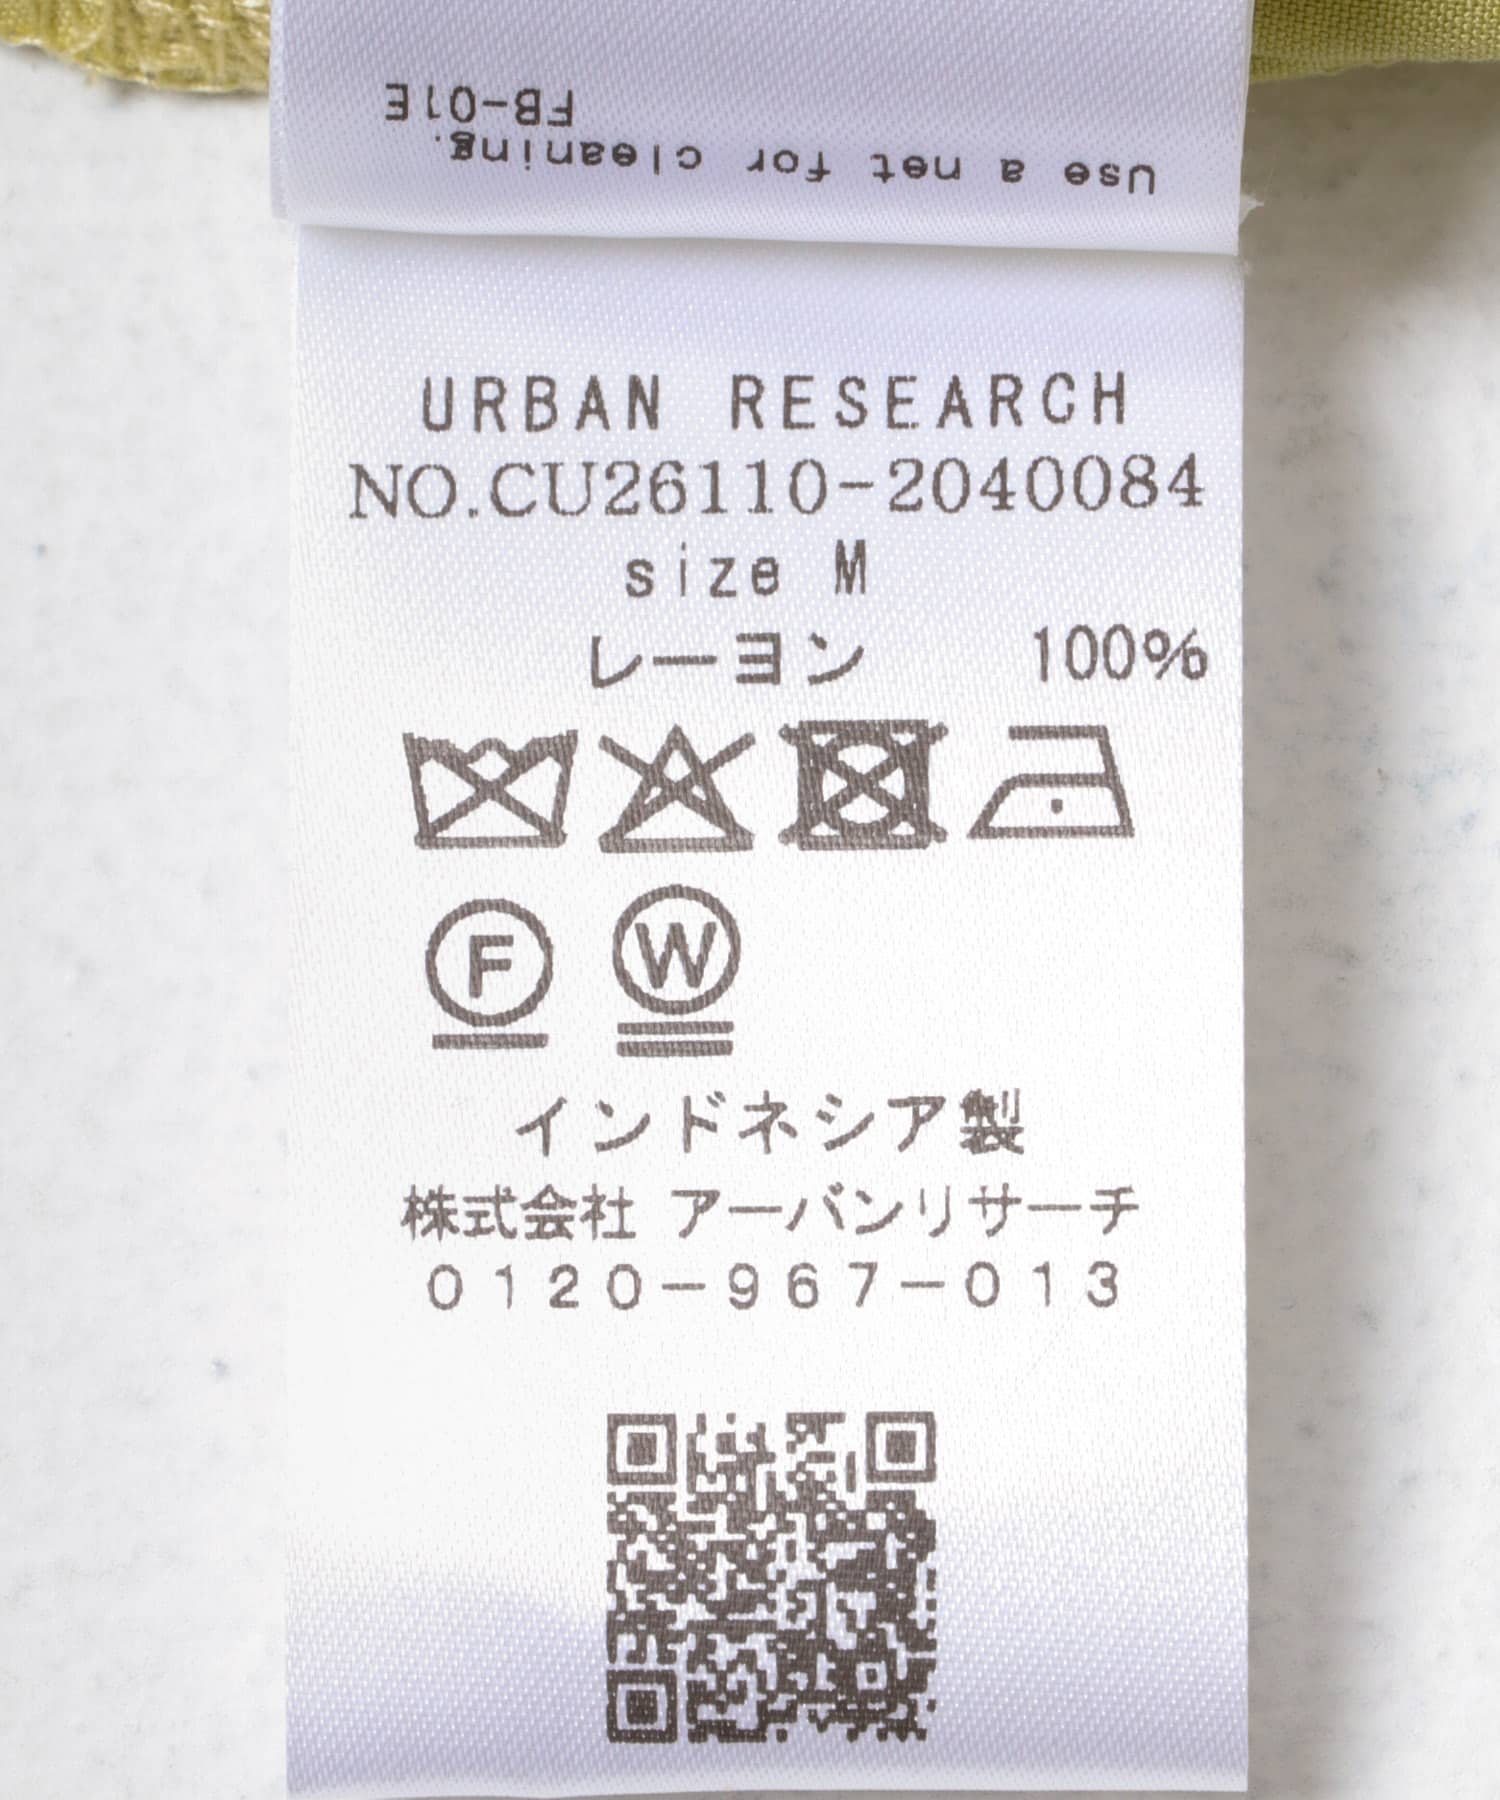 Use a net for cleaning.
FB-01E
URBAN RESEARCH
NO.CU26110-2040084
size M
レーヨン 100%
F W
インドネシア製
株式会社 アーバンリサーチ
0120-967-013